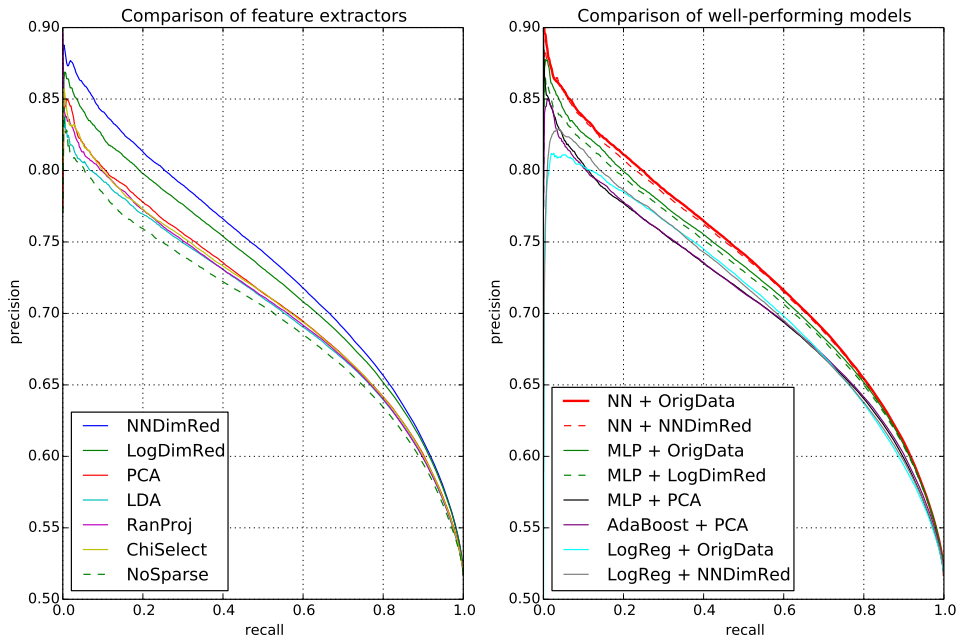 Comparison of feature extractors
0.90
0.85
0.80
0.75
0.70
0.65
0.60
0.55
0.50
precision
NNDimRed
LogDimRed
PCA
LDA
RanProj
ChiSelect
NoSparse
0.0 0.2 0.4 0.6 0.8 1.0
recall
Comparison of well-performing models
0.90
0.85
0.80
0.75
0.70
0.65
0.60
0.55
0.50
precision
NN + OrigData
NN + NNDimRed
MLP + OrigData
MLP + LogDimRed
MLP + PCA
AdaBoost + PCA
LogReg + OrigData
LogReg + NNDimRed
0.0 0.2 0.4 0.6 0.8 1.0
recall